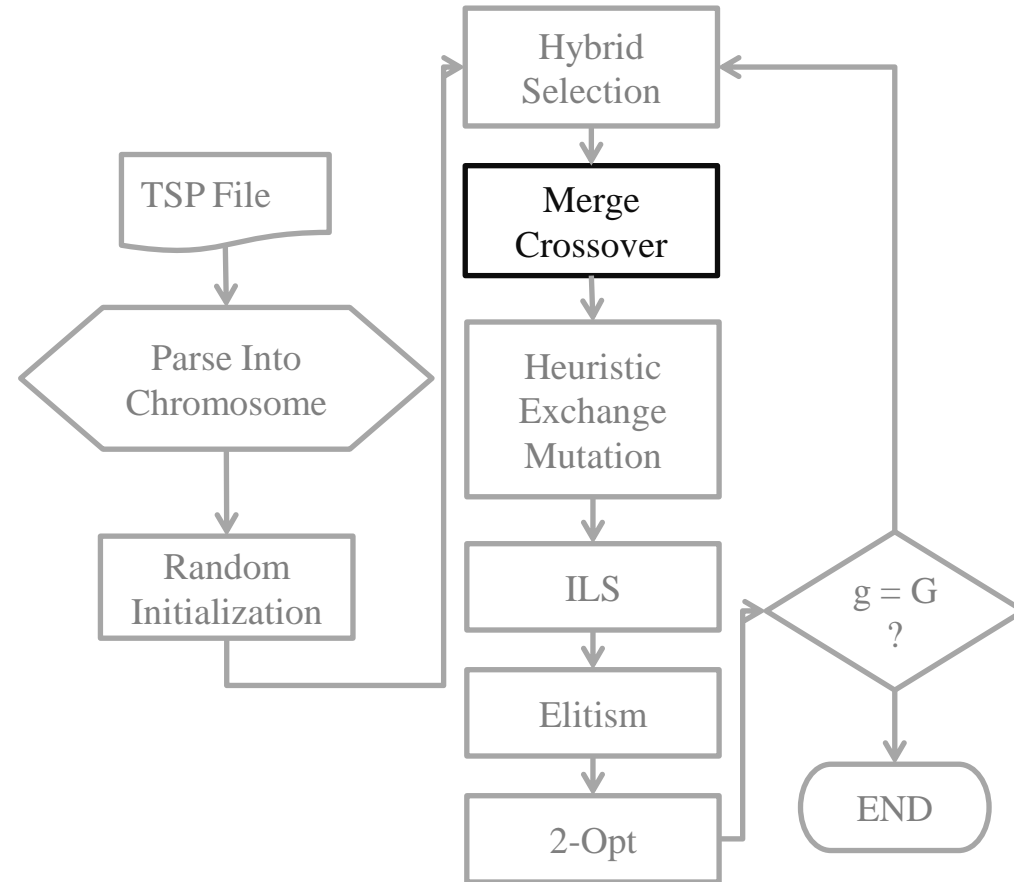 TSP File
Parse Into
Chromosome
Random
Initialization
Hybrid
Selection
Merge
Crossover
Heuristic
Exchange
Mutation
ILS
Elitism
2-Opt
g = G
?
END